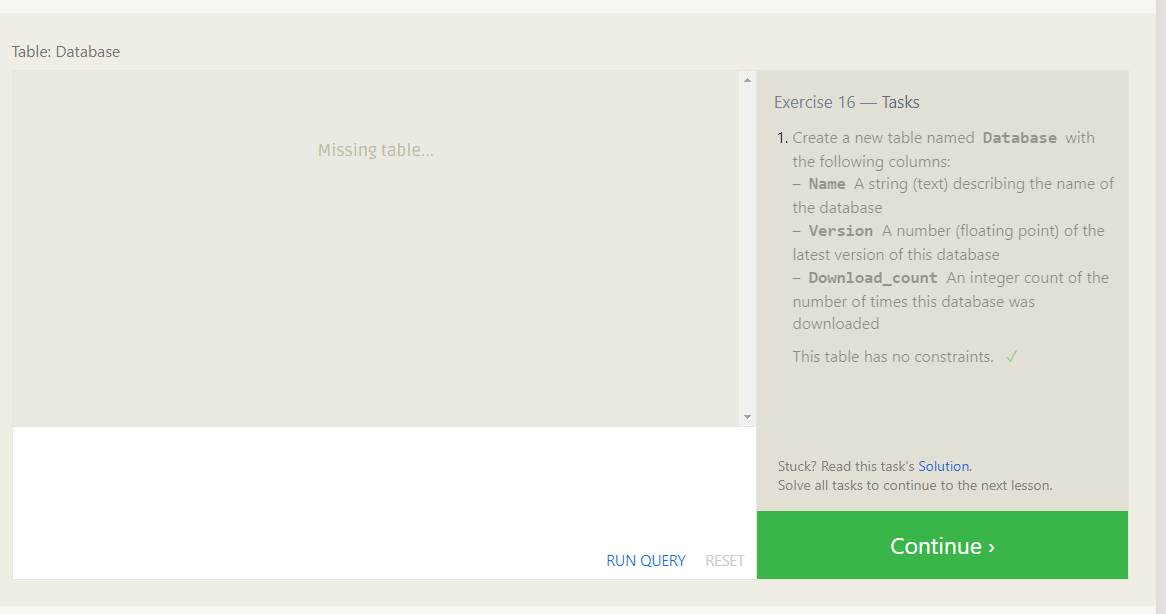 Table: Database
Missing table...
RUN QUERY RESET
Exercise 16 — Tasks
1. Create a new table named Database with
the following columns:
– Name A string (text) describing the name of
the database
– Version A number (floating point) of the
latest version of this database
– Download_count An integer count of the
number of times this database was
downloaded
This table has no constraints. ✓
Stuck? Read this task's Solution.
Solve all tasks to continue to the next lesson.
Continue ›